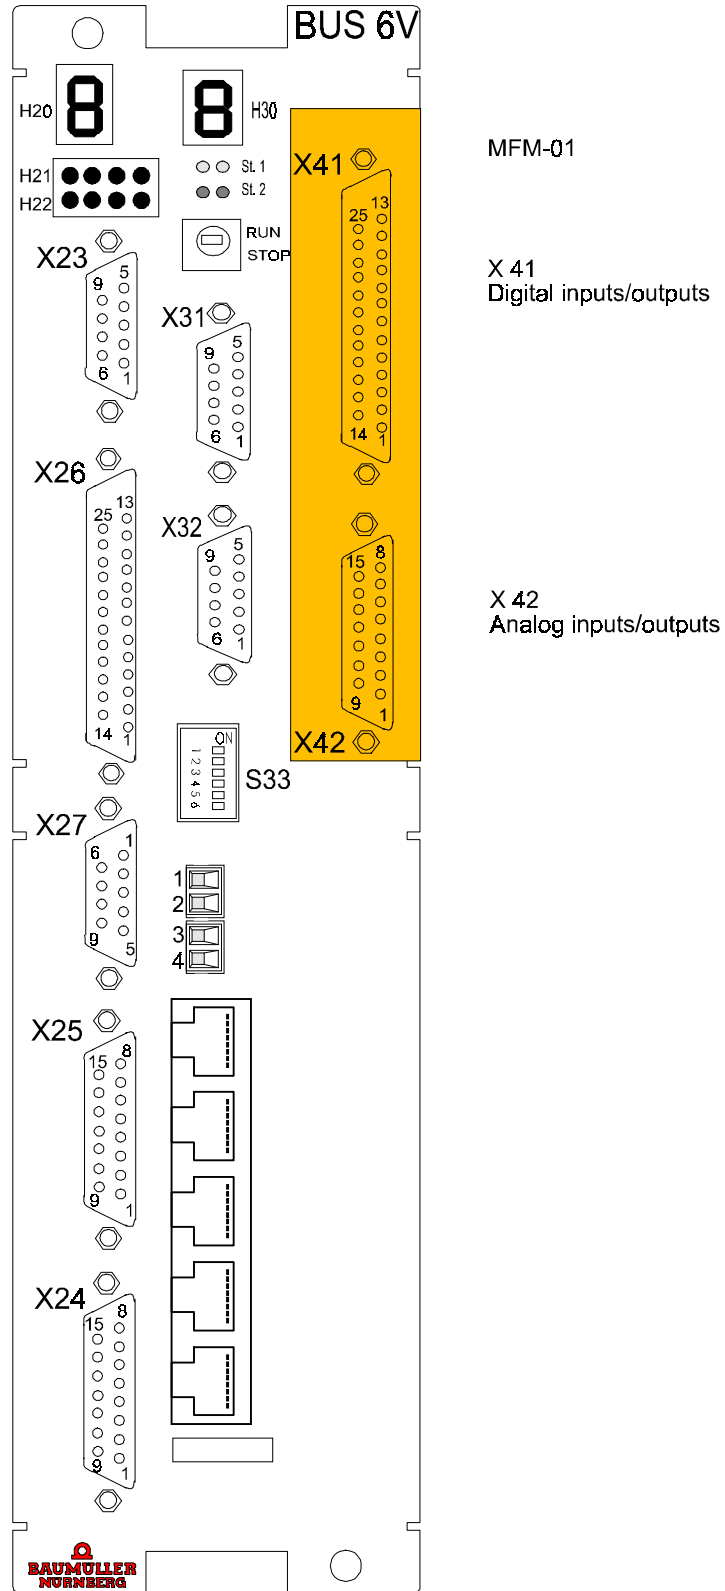 BUS 6V
H20
8
8
H30
MFM-01
X41
H21
H22
St. 1
St. 2
13
25
RUN
STOP
X23
5
9
6
1
X 41
Digital inputs/outputs
X31
5
9
6
1
14
1
X26
13
25
14
1
X32
5
9
6
1
8
15
9
1
X42
X 42
Analog inputs/outputs
ON
1 2 3 4 5 6
S33
X27
1
6
9
5
1
2
3
4
X25
8
15
9
1
X24
8
15
9
1
BAUMÜLLER
NÜRNBERG